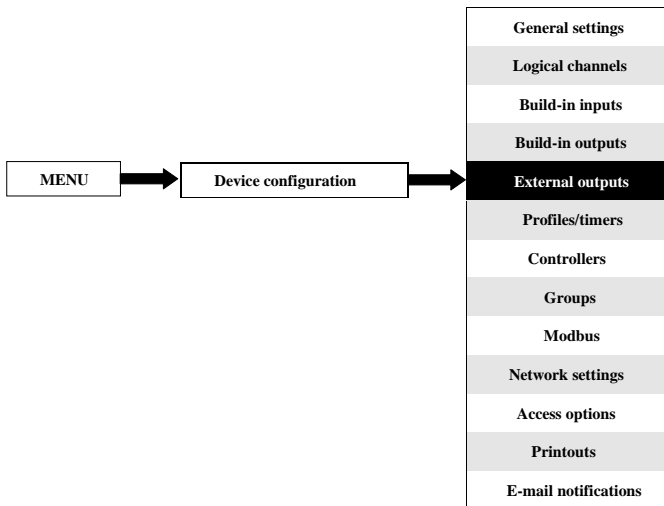 General settings
Logical channels
Build-in inputs
Build-in outputs
MENU
Device configuration
External outputs
Profiles/timers
Controllers
Groups
Modbus
Network settings
Access options
Printouts
E-mail notifications